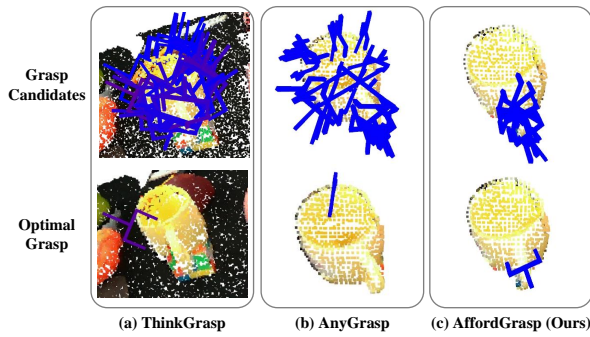 Grasp
Candidates
Optimal
Grasp
(a) ThinkGrasp
(b) AnyGrasp
(c) AffordGrasp (Ours)